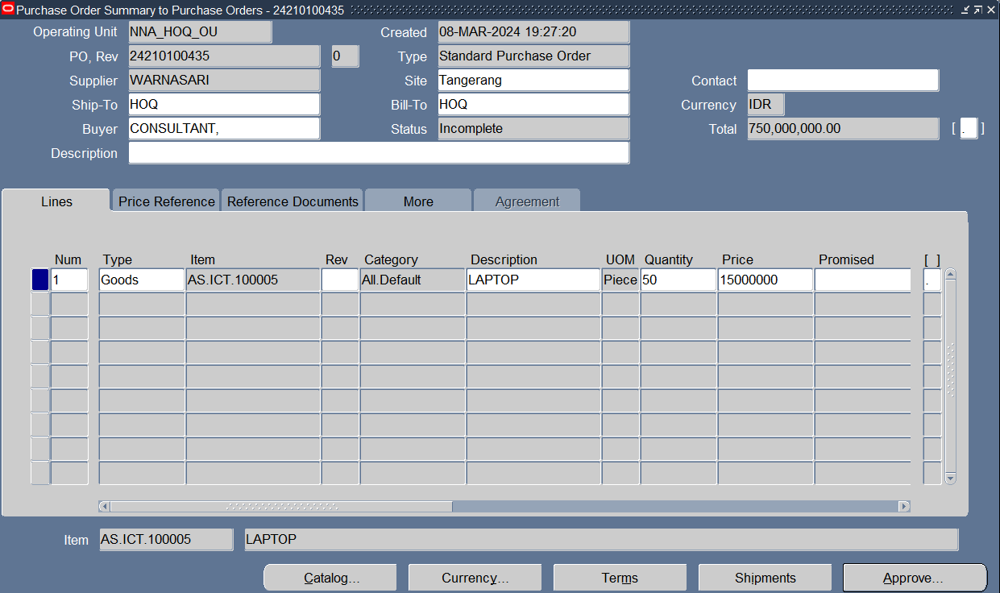 Purchase Order Summary to Purchase Orders - 24210100435
Operating Unit NNA_HOQ_OU Created 08-MAR-2024 19:27:20
PO, Rev 24210100435 0 Type Standard Purchase Order
Supplier WARNASARI Site Tangerang Contact
Ship-To HOQ Bill-To HOQ Currency IDR
Buyer CONSULTANT, Status Incomplete Total 750,000,000.00 [ . ]
Description
Lines Price Reference Reference Documents More Agreement
Num Type Item Rev Category Description UOM Quantity Price Promised [ ]
1 Goods AS.ICT.100005 All.Default LAPTOP Piece 50 15000000 .
Item AS.ICT.100005 LAPTOP
Catalog... Currency... Terms Shipments Approve...